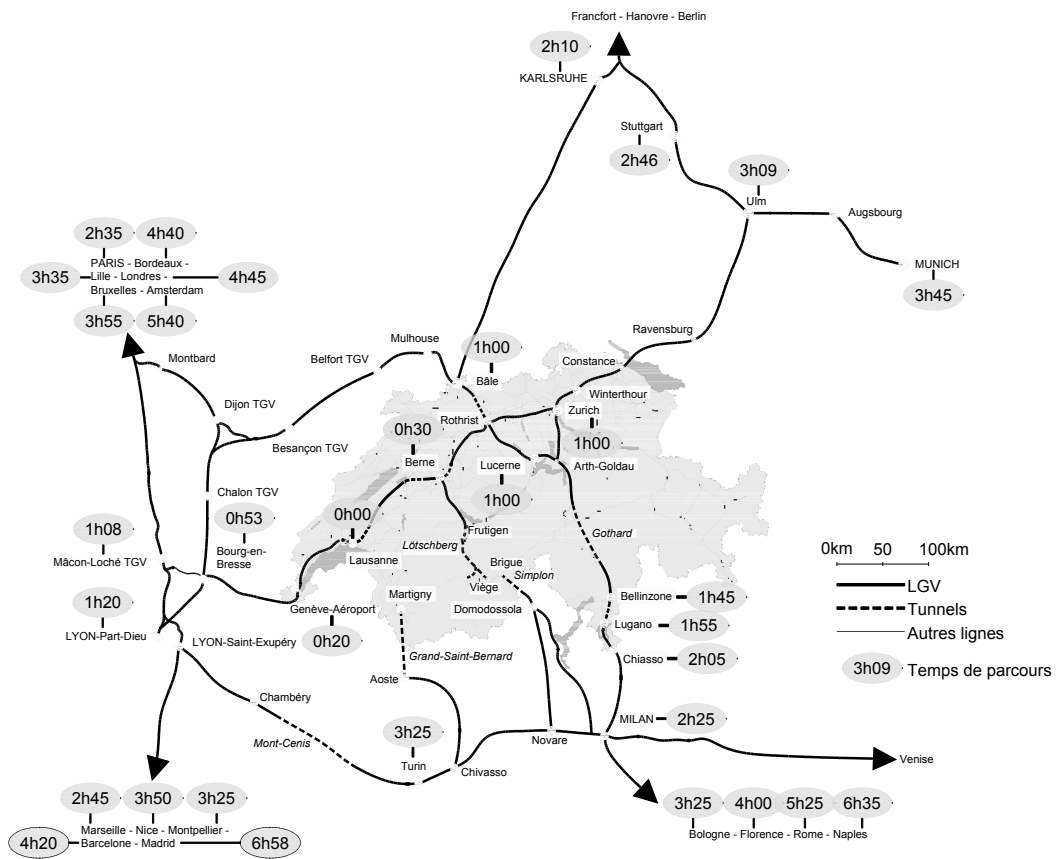 Francfort - Hanovre - Berlin
2h10
KARLSRUHE
Stuttgart
2h46
3h09
Ulm
Augsbourg
MUNICH
3h45
2h35 4h40
PARIS - Bordeaux -
3h35 Lille - Londres - 4h45
Bruxelles - Amsterdam
3h55 5h40
Ravensburg
Mulhouse
1h00
Bâle
Montbard
Belfort TGV
Constance
Winterthour
Dijon TGV
Rothrist
Zurich
1h00
0h30
Berne
Besançon TGV
Lucerne
1h00
Arth-Goldau
Chalon TGV
0h53
Bourg-en-
Bresse
0h00
Lausanne
1h08
Mâcon-Loché TGV
Frutigen
Lötschberg
Gothard
0km 50 100km
LGV
Tunnels
Autres lignes
3h09 Temps de parcours
Brigue
Simplon
Viège
Martigny
Domodossola
Bellinzone 1h45
1h20
LYON-Part-Dieu
Genève-Aéroport
0h20
Lugano 1h55
LYON-Saint-Exupéry
Grand-Saint-Bernard
Chiasso 2h05
Aoste
Chambéry
MILAN 2h25
Mont-Cenis
3h25
Turin
Novare
Chivasso
Venise
2h45 3h50 3h25
Marseille - Nice - Montpellier -
4h20 Barcelone - Madrid 6h58
3h25 4h00 5h25 6h35
Bologne - Florence - Rome - Naples